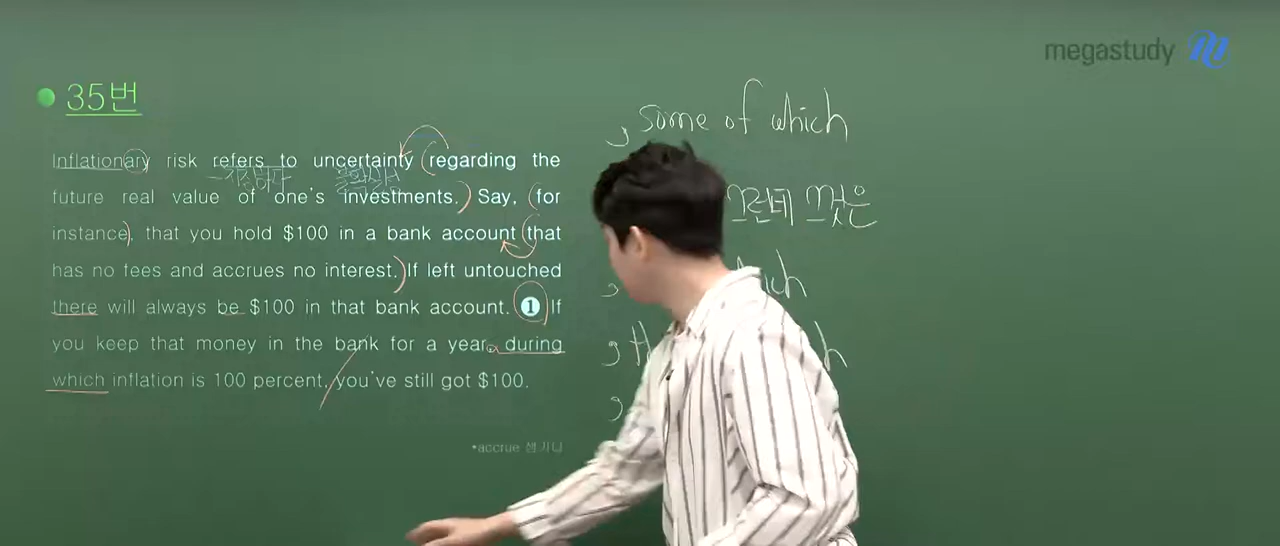 megastudy
35번
Inflationary risk refers to uncertainty (regarding the
지칭하다 불확실성
future real value of one's investments.) Say, (for
instance), that you hold $100 in a bank account (that
has no fees and accrues no interest.) If left untouched
there will always be $100 in that bank account. ❶ If
you keep that money in the bank for a year, during
which inflation is 100 percent, you've still got $100.
*accrue 생기다
, some of which
그런데 그것은